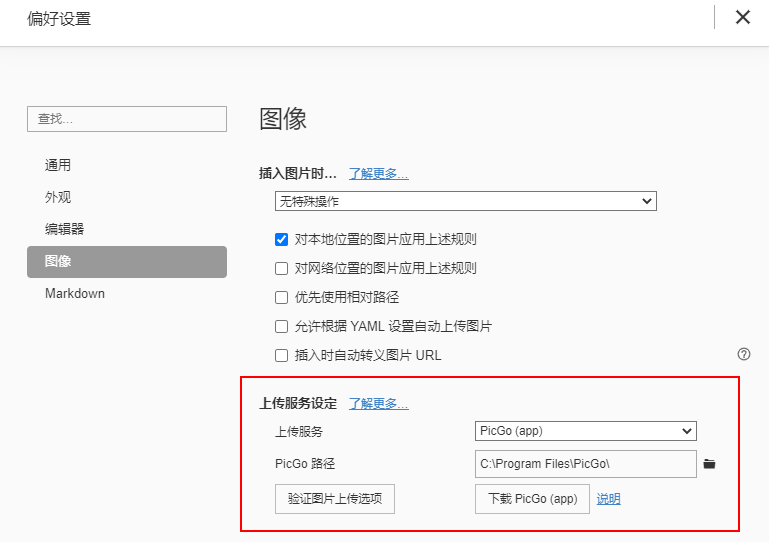 偏好设置
查找...
通用
外观
编辑器
图像
Markdown
图像
插入图片时... 了解更多...
无特殊操作
对本地位置的图片应用上述规则
对网络位置的图片应用上述规则
优先使用相对路径
允许根据 YAML 设置自动上传图片
插入时自动转义图片 URL
上传服务设定 了解更多...
上传服务 PicGo (app)
PicGo 路径 C:\Program Files\PicGo\
验证图片上传选项 下载 PicGo (app) 说明